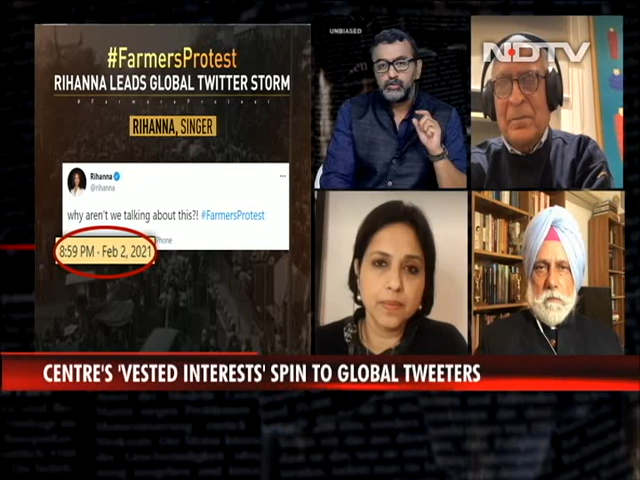 #FarmersProtest
RIHANNA LEADS GLOBAL TWITTER STORM
#FarmersProtest
RIHANNA, SINGER
Rihanna
@rihanna
why aren't we talking about this?! #FarmersProtest
8:59 PM · Feb 2, 2021
Phone
UNBIASED
NDTV
CENTRE'S 'VESTED INTERESTS' SPIN TO GLOBAL TWEETERS